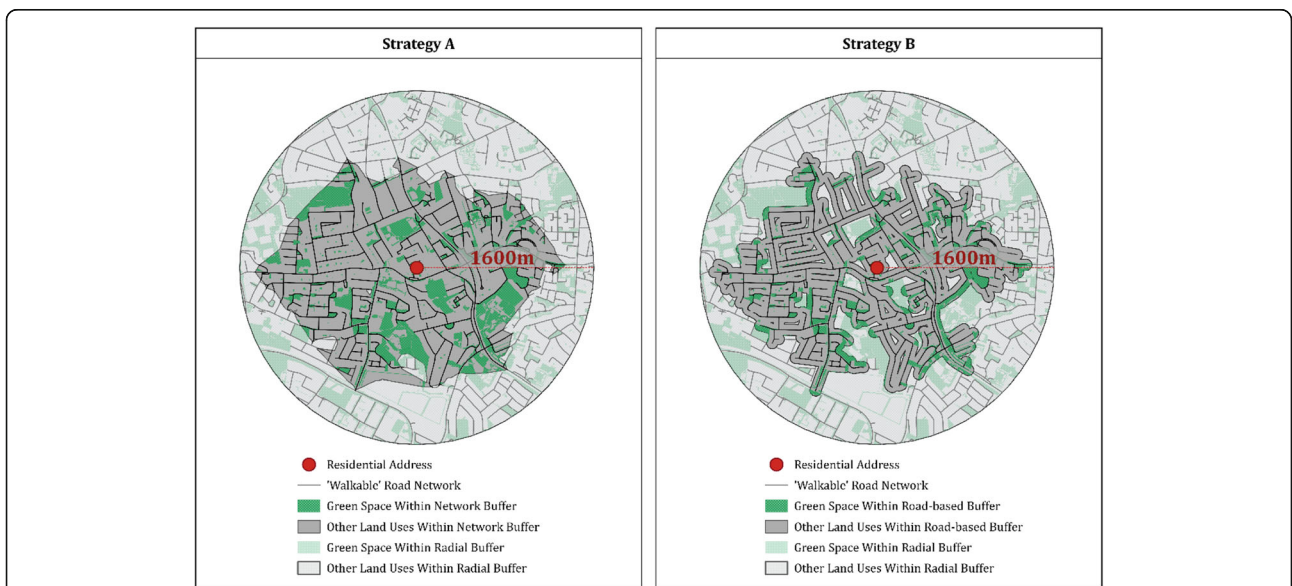 Strategy A
1600m
Residential Address
'Walkable' Road Network
Green Space Within Network Buffer
Other Land Uses Within Network Buffer
Green Space Within Radial Buffer
Other Land Uses Within Radial Buffer
Strategy B
1600m
Residential Address
'Walkable' Road Network
Green Space Within Road-based Buffer
Other Land Uses Within Road-based Buffer
Green Space Within Radial Buffer
Other Land Uses Within Radial Buffer